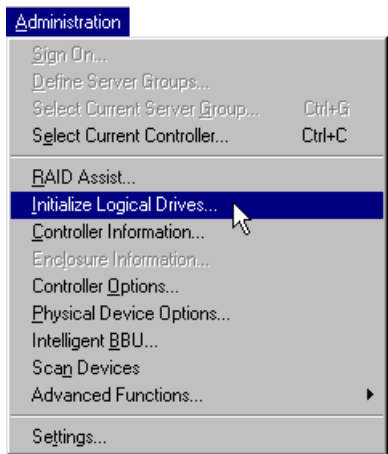 Administration
Sign On...
Define Server Groups...
Select Current Server Group... Ctrl+G
Select Current Controller... Ctrl+C
RAID Assist...
Initialize Logical Drives...
Controller Information...
Enclosure Information...
Controller Options...
Physical Device Options...
Intelligent BBU...
Scan Devices
Advanced Functions...
Settings...